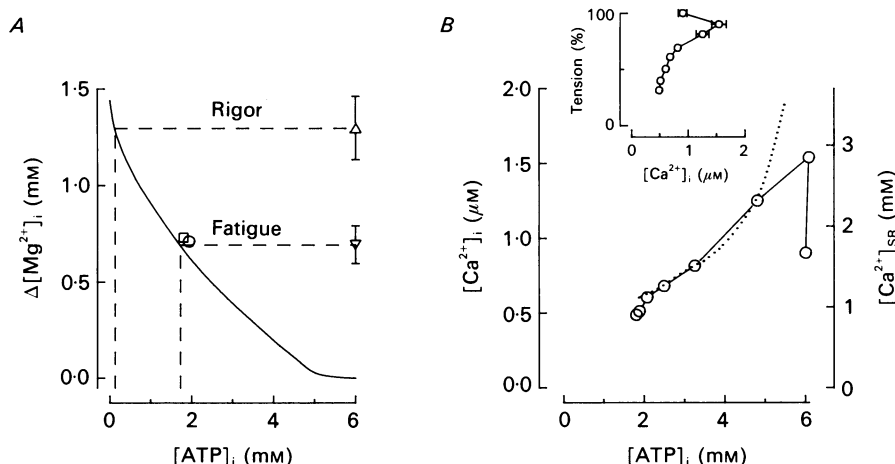 A
Δ[Mg²⁺]ᵢ (mM)
1·5
1·0
0·5
0·0
Rigor
Fatigue
0
2
4
6
[ATP]ᵢ (mM)
B
Tension (%)
100
0
0
1
2
[Ca²⁺]ᵢ (μM)
[Ca²⁺]ᵢ (μM)
2·0
1·5
1·0
0·5
0·0
3
2
1
0
[Ca²⁺]SR (mM)
0
2
4
6
[ATP]ᵢ (mM)